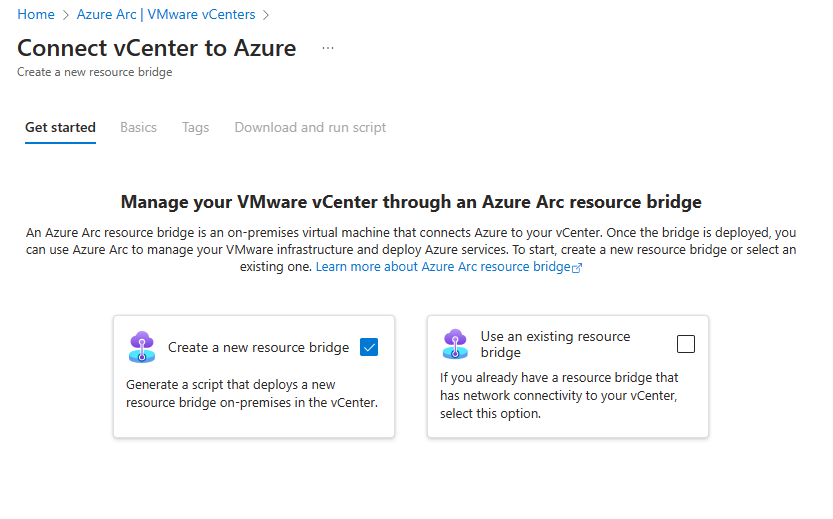 Home > Azure Arc | VMware vCenters >
Connect vCenter to Azure ...
Create a new resource bridge
Get started Basics Tags Download and run script
Manage your VMware vCenter through an Azure Arc resource bridge
An Azure Arc resource bridge is an on-premises virtual machine that connects Azure to your vCenter. Once the bridge is deployed, you
can use Azure Arc to manage your VMware infrastructure and deploy Azure services. To start, create a new resource bridge or select an
existing one. Learn more about Azure Arc resource bridge
Create a new resource bridge
Generate a script that deploys a new
resource bridge on-premises in the vCenter.
Use an existing resource
bridge
If you already have a resource bridge that
has network connectivity to your vCenter,
select this option.